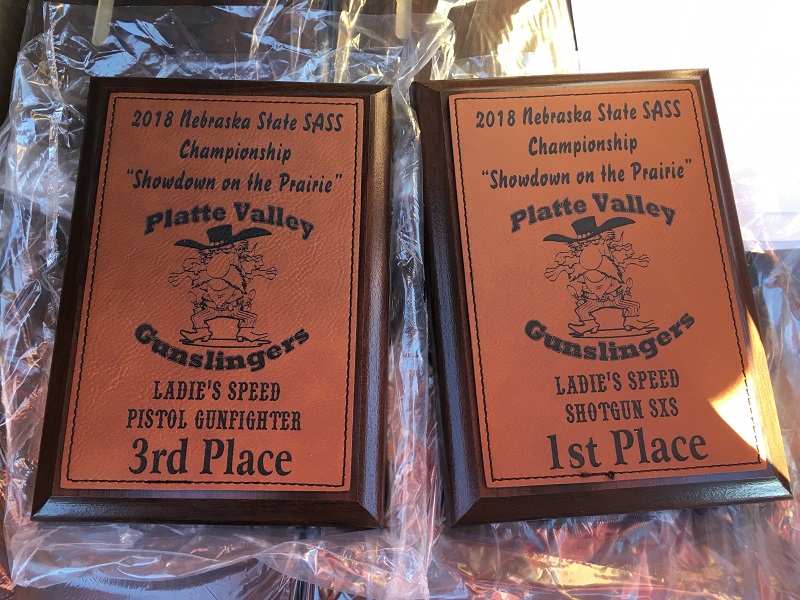 2018 Nebraska State SASS
Championship
"Showdown on the Prairie"
Platte Valley
Gunslingers
LADIE'S SPEED
PISTOL GUNFIGHTER
3rd Place
2018 Nebraska State SASS
Championship
"Showdown on the Prairie"
Platte Valley
Gunslingers
LADIE'S SPEED
SHOTGUN SXS
1st Place